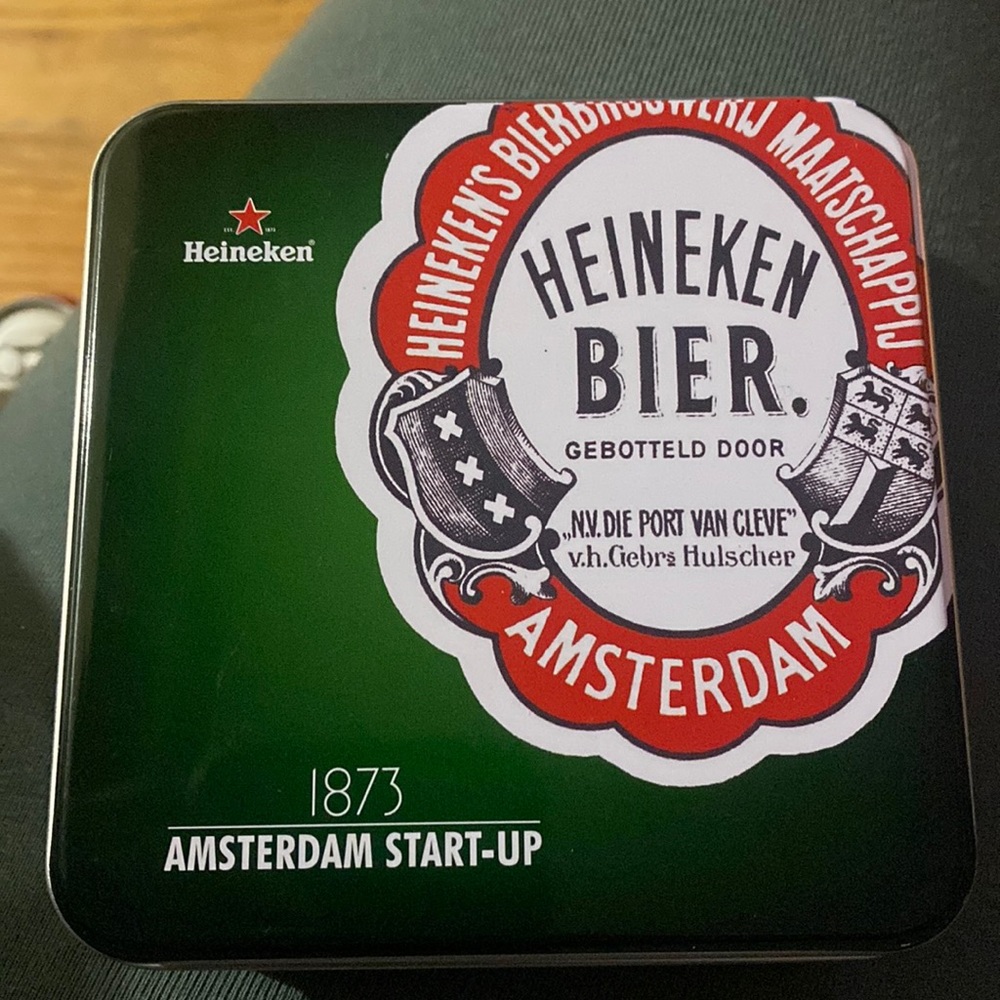 Heineken
HEINEKEN'S BIERBROUWERIJ MAATSCHAPPIJ
HEINEKEN
BIER.
GEBOTTELD DOOR
„N.V. DIE PORT VAN CLEVE”
v.h. Gebrs Hulscher
AMSTERDAM
1873
AMSTERDAM START-UP